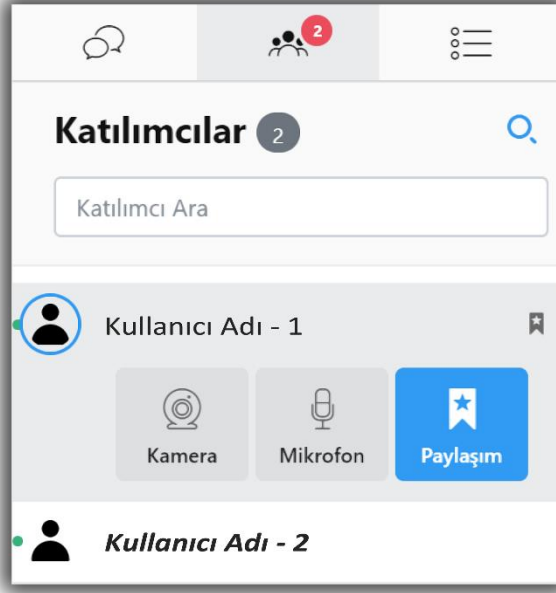 2
Katılımcılar 2
Katılımcı Ara
Kullanıcı Adı - 1
Kamera Mikrofon Paylaşım
Kullanıcı Adı - 2